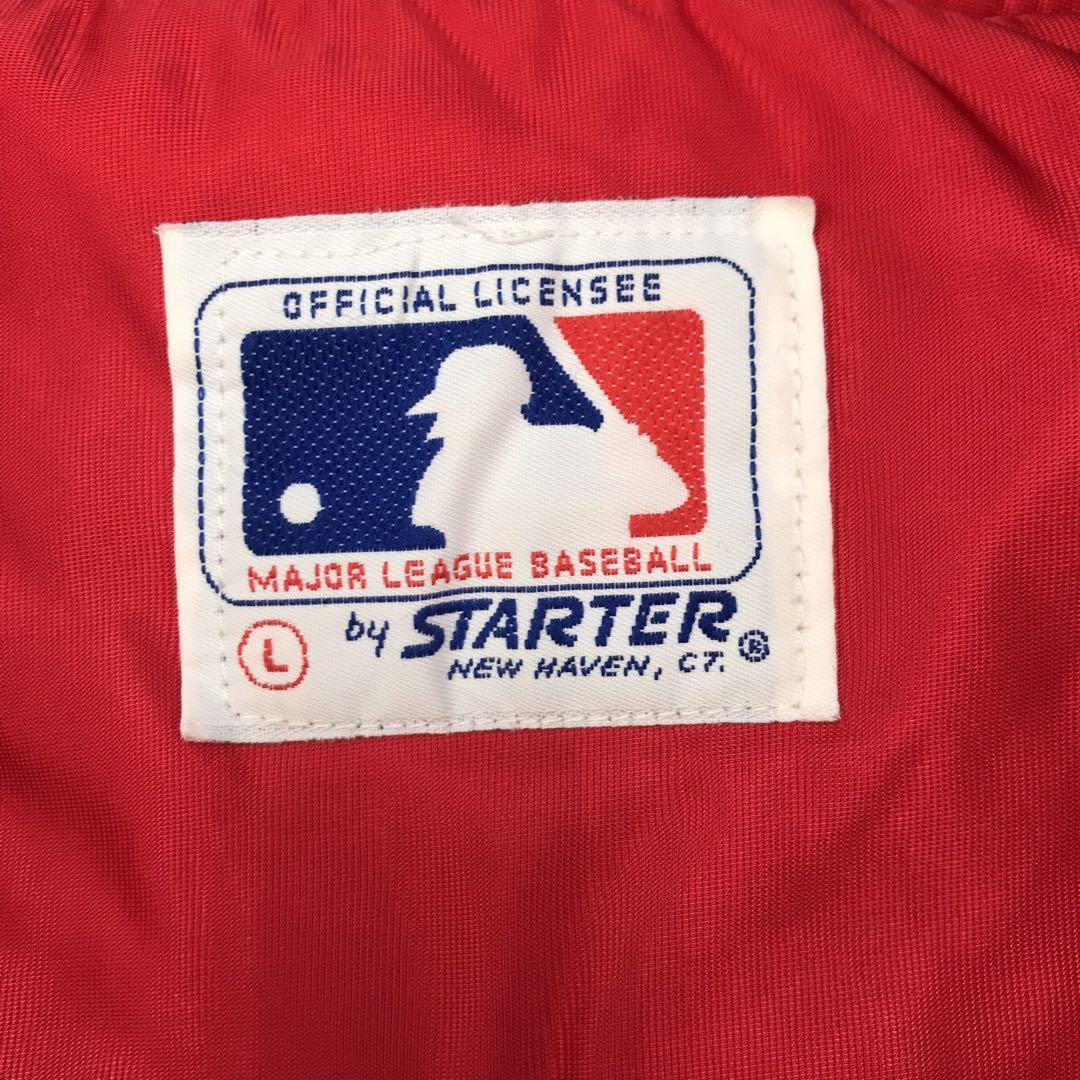 OFFICIAL LICENSEE
MAJOR LEAGUE BASEBALL
L by STARTER ®
NEW HAVEN, CT.